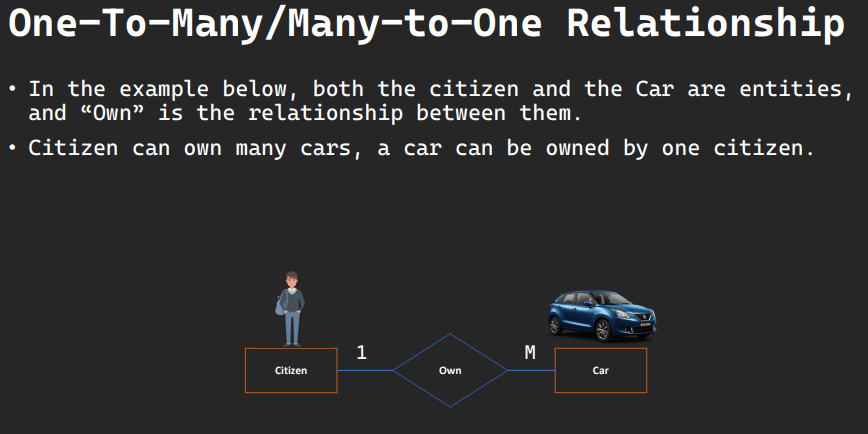 One-To-Many/Many-to-One Relationship
• In the example below, both the citizen and the Car are entities,
and “Own” is the relationship between them.
• Citizen can own many cars, a car can be owned by one citizen.
1
M
Citizen
Own
Car